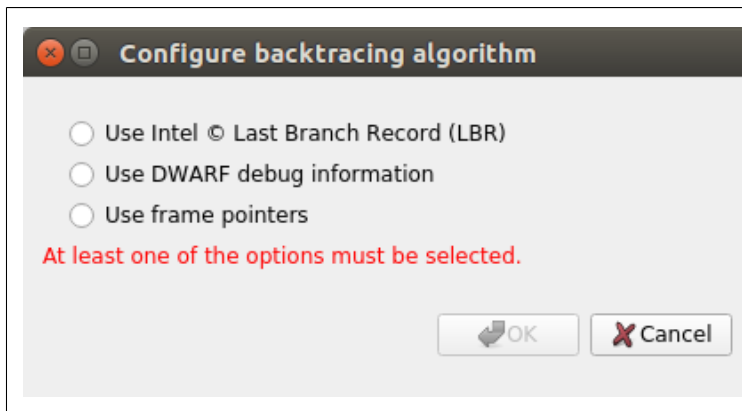 Configure backtracing algorithm
Use Intel © Last Branch Record (LBR)
Use DWARF debug information
Use frame pointers
At least one of the options must be selected.
OK
Cancel